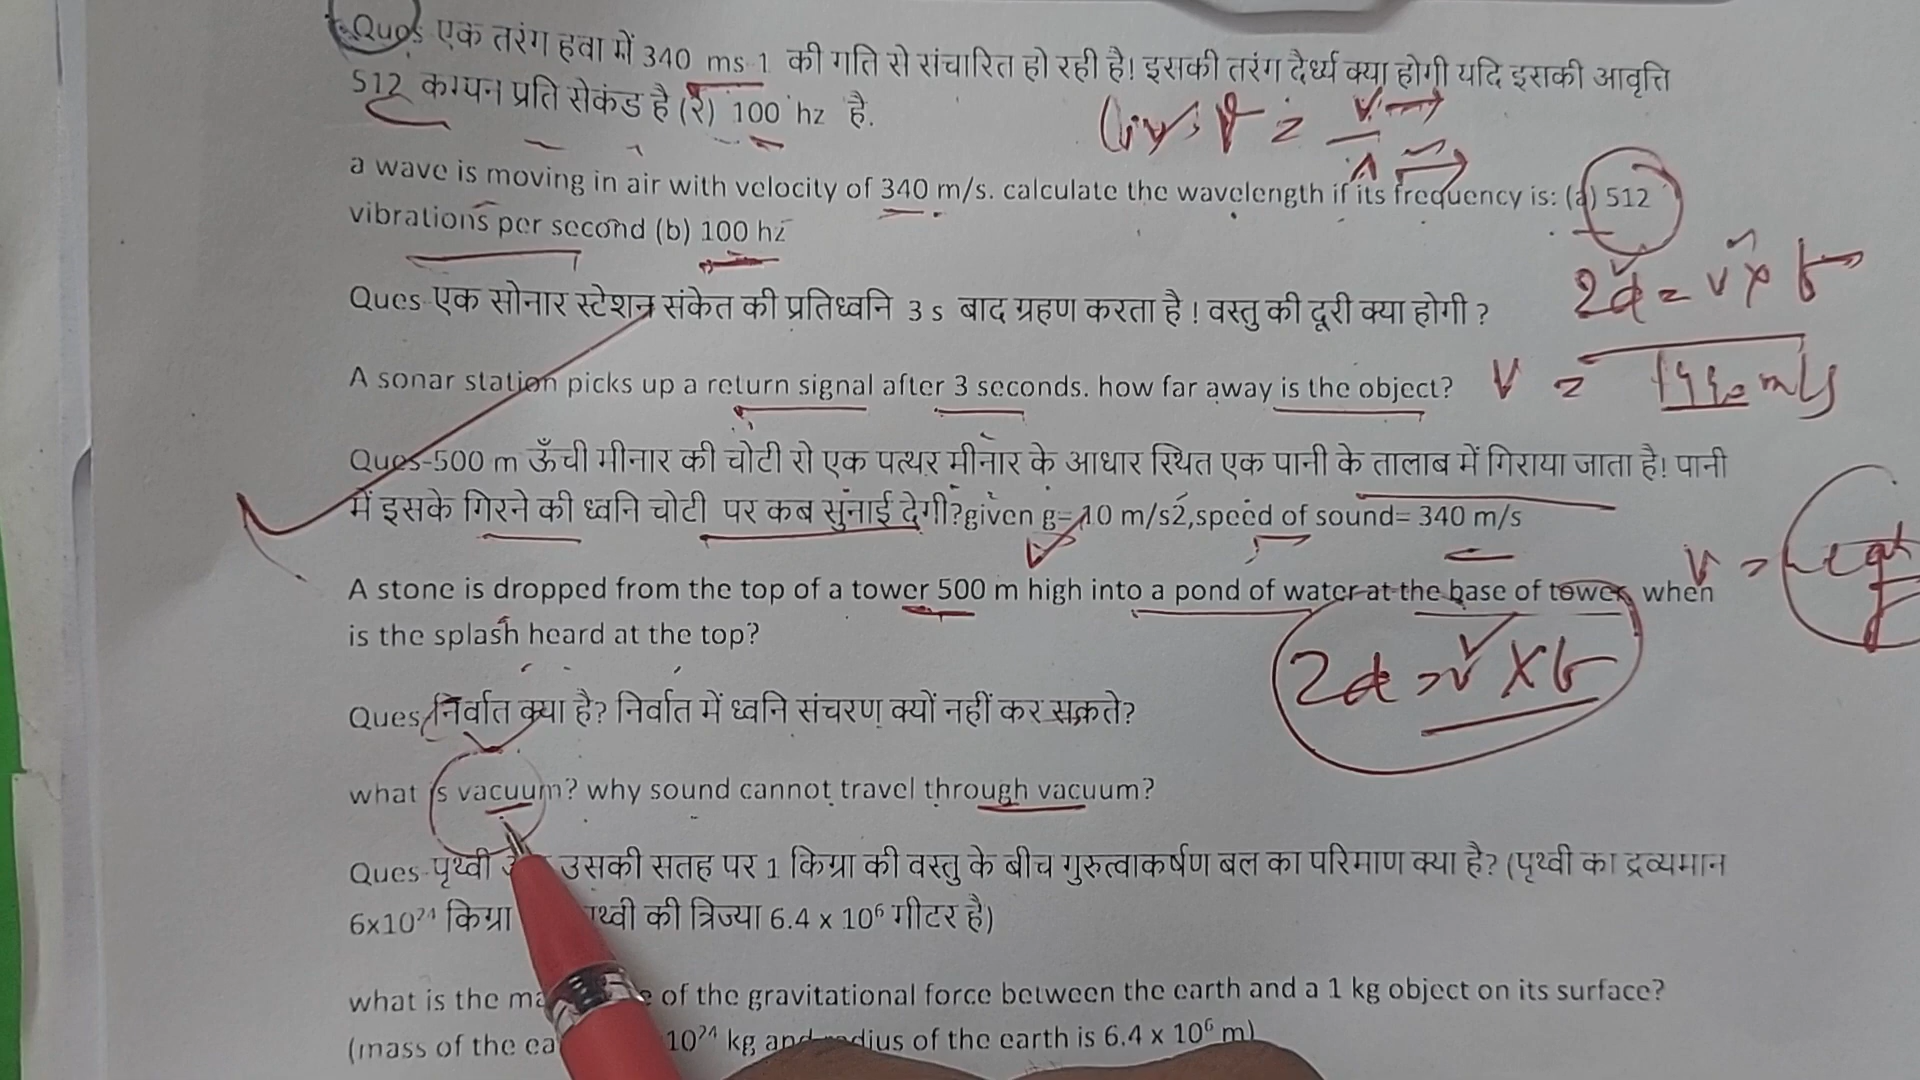 Ques एक तरंग हवा में 340 ms-1 की गति से संचारित हो रही है! इसकी तरंग दैर्ध्य क्या होगी यदि इसकी आवृत्ति
512 कम्पन प्रति सेकंड है (२) 100 hz है.
a wave is moving in air with velocity of 340 m/s. calculate the wavelength if its frequency is: (a) 512
vibrations per second (b) 100 hz
2d = v x t
Ques-एक सोनार स्टेशन संकेत की प्रतिध्वनि 3 s बाद ग्रहण करता है ! वस्तु की दूरी क्या होगी ?
A sonar station picks up a return signal after 3 seconds. how far away is the object?
V = m/s
Ques-500 m ऊँची मीनार की चोटी से एक पत्थर मीनार के आधार स्थित एक पानी के तालाब में गिराया जाता है! पानी
में इसके गिरने की ध्वनि चोटी पर कब सुनाई देगी?given g= 10 m/s2,speed of sound= 340 m/s
A stone is dropped from the top of a tower 500 m high into a pond of water at the base of tower, when
is the splash heard at the top?
2d = v x t
Ques-निर्वात क्या है? निर्वात में ध्वनि संचरण क्यों नहीं कर सकते?
what is vacuum? why sound cannot travel through vacuum?
Ques-पृथ्वी उसकी सतह पर 1 किग्रा की वस्तु के बीच गुरुत्वाकर्षण बल का परिमाण क्या है? (पृथ्वी का द्रव्यमान
6x10²⁴ किग्रा की त्रिज्या 6.4 x 10⁶ मीटर है)
what is the of the gravitational force between the earth and a 1 kg object on its surface?
(mass of the 10²⁴ kg and radius of the earth is 6.4 x 10⁶ m)